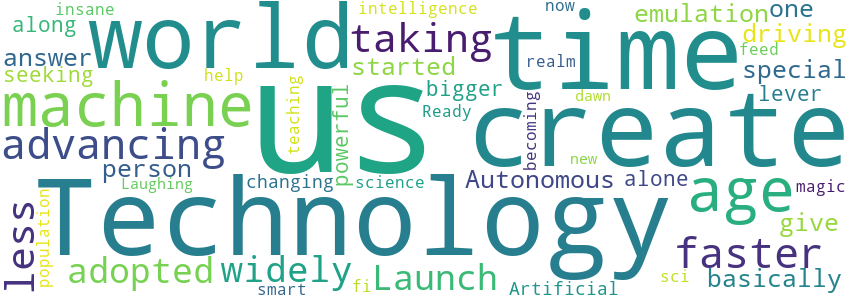 insane
intelligence
now
emulation
one
along
world
taking
time
driving
answer
started
realm
feed
seeking
help
special
machine
us
teaching
powerful
bigger
lever
Ready
create
becoming
dawn
advancing
new
person
Laughing
changing
science
Autonomous
alone
age
magic
less
population
Technology
give
faster
adopted
widely
Launch
fi
smart
Artificial
sci
basically